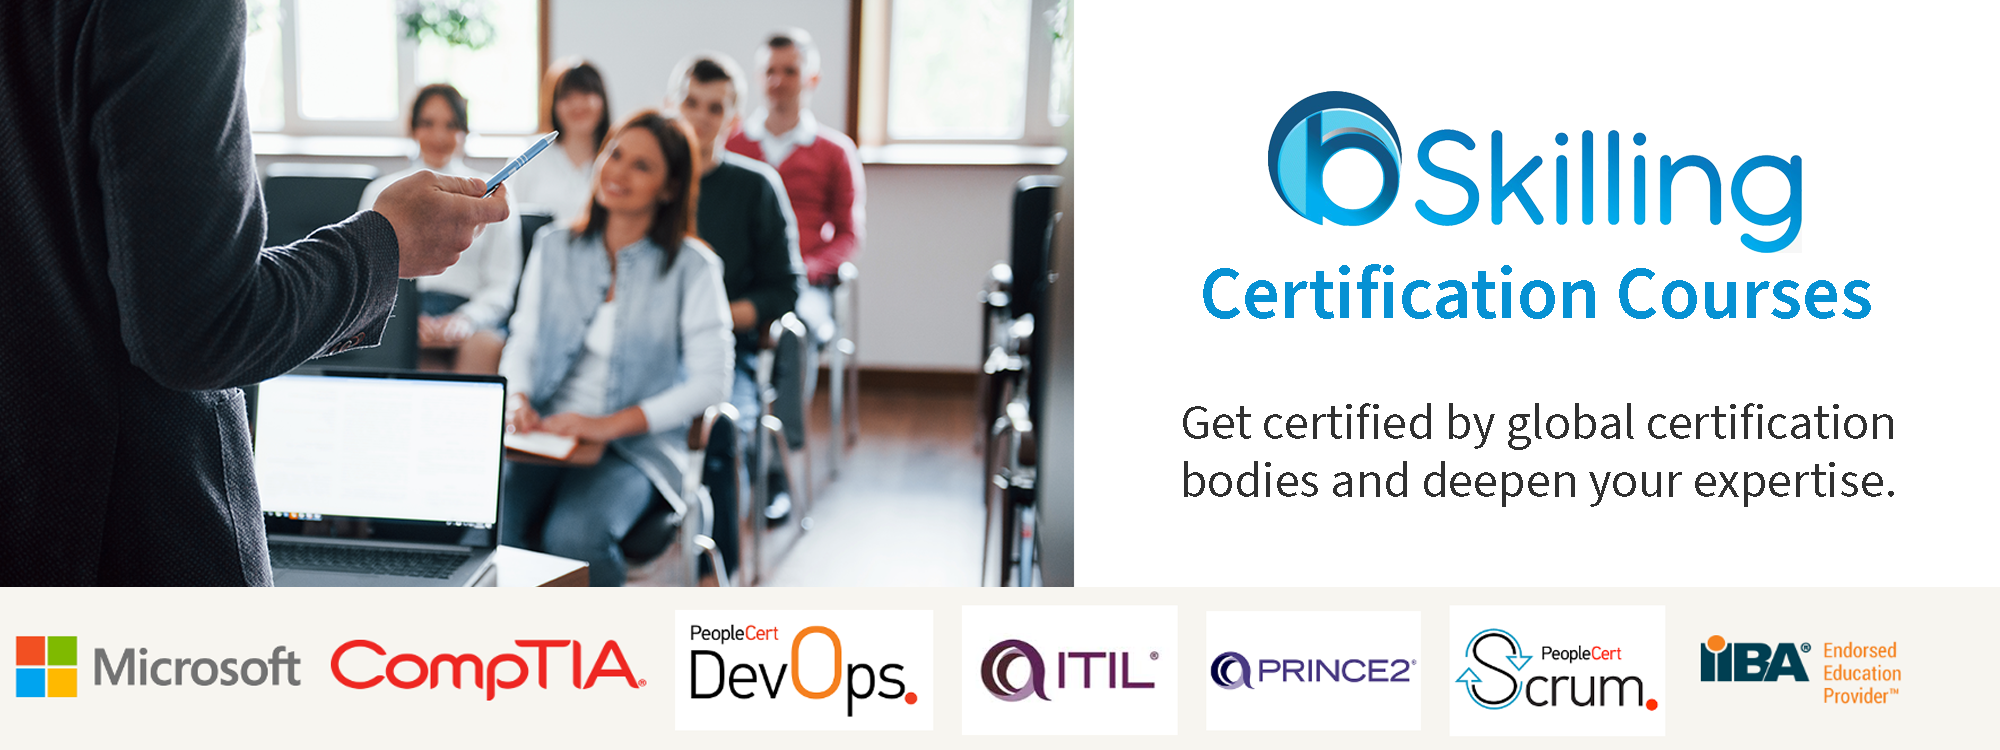 bSkilling
Certification Courses
Get certified by global certification
bodies and deepen your expertise.
Microsoft
CompTIA®
PeopleCert
DevOps.
ITIL®
PRINCE2®
PeopleCert
Scrum.
IIBA®
Endorsed
Education
Provider™